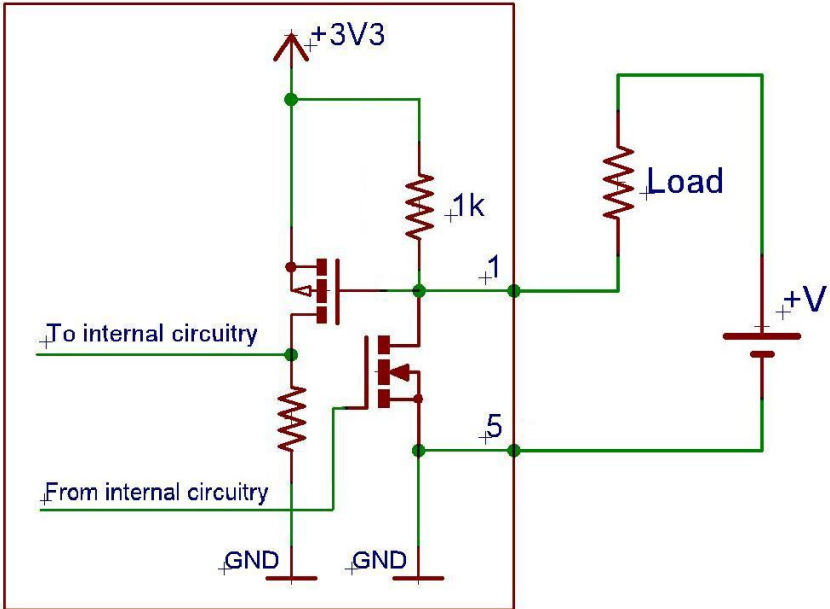 +3V3
Load
1k
1
+V
To internal circuitry
5
From internal circuitry
GND
GND